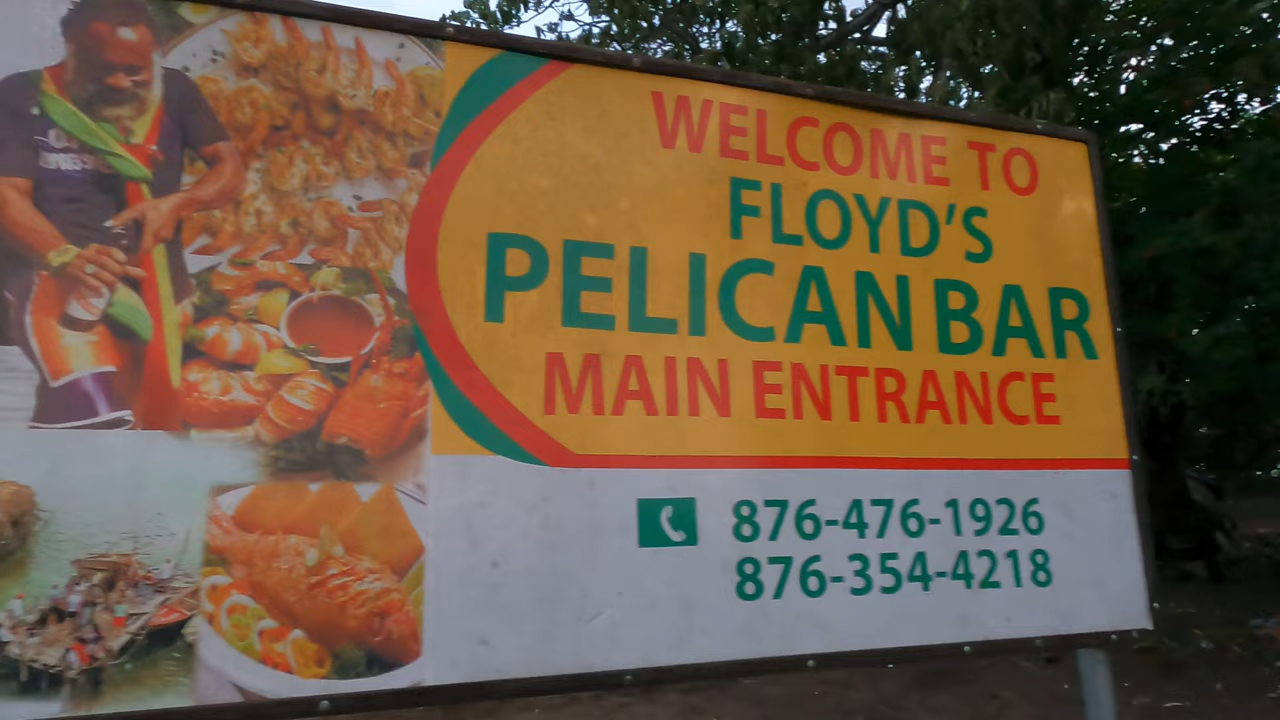 WELCOME TO
FLOYD'S
PELICAN BAR
MAIN ENTRANCE
876-476-1926
876-354-4218